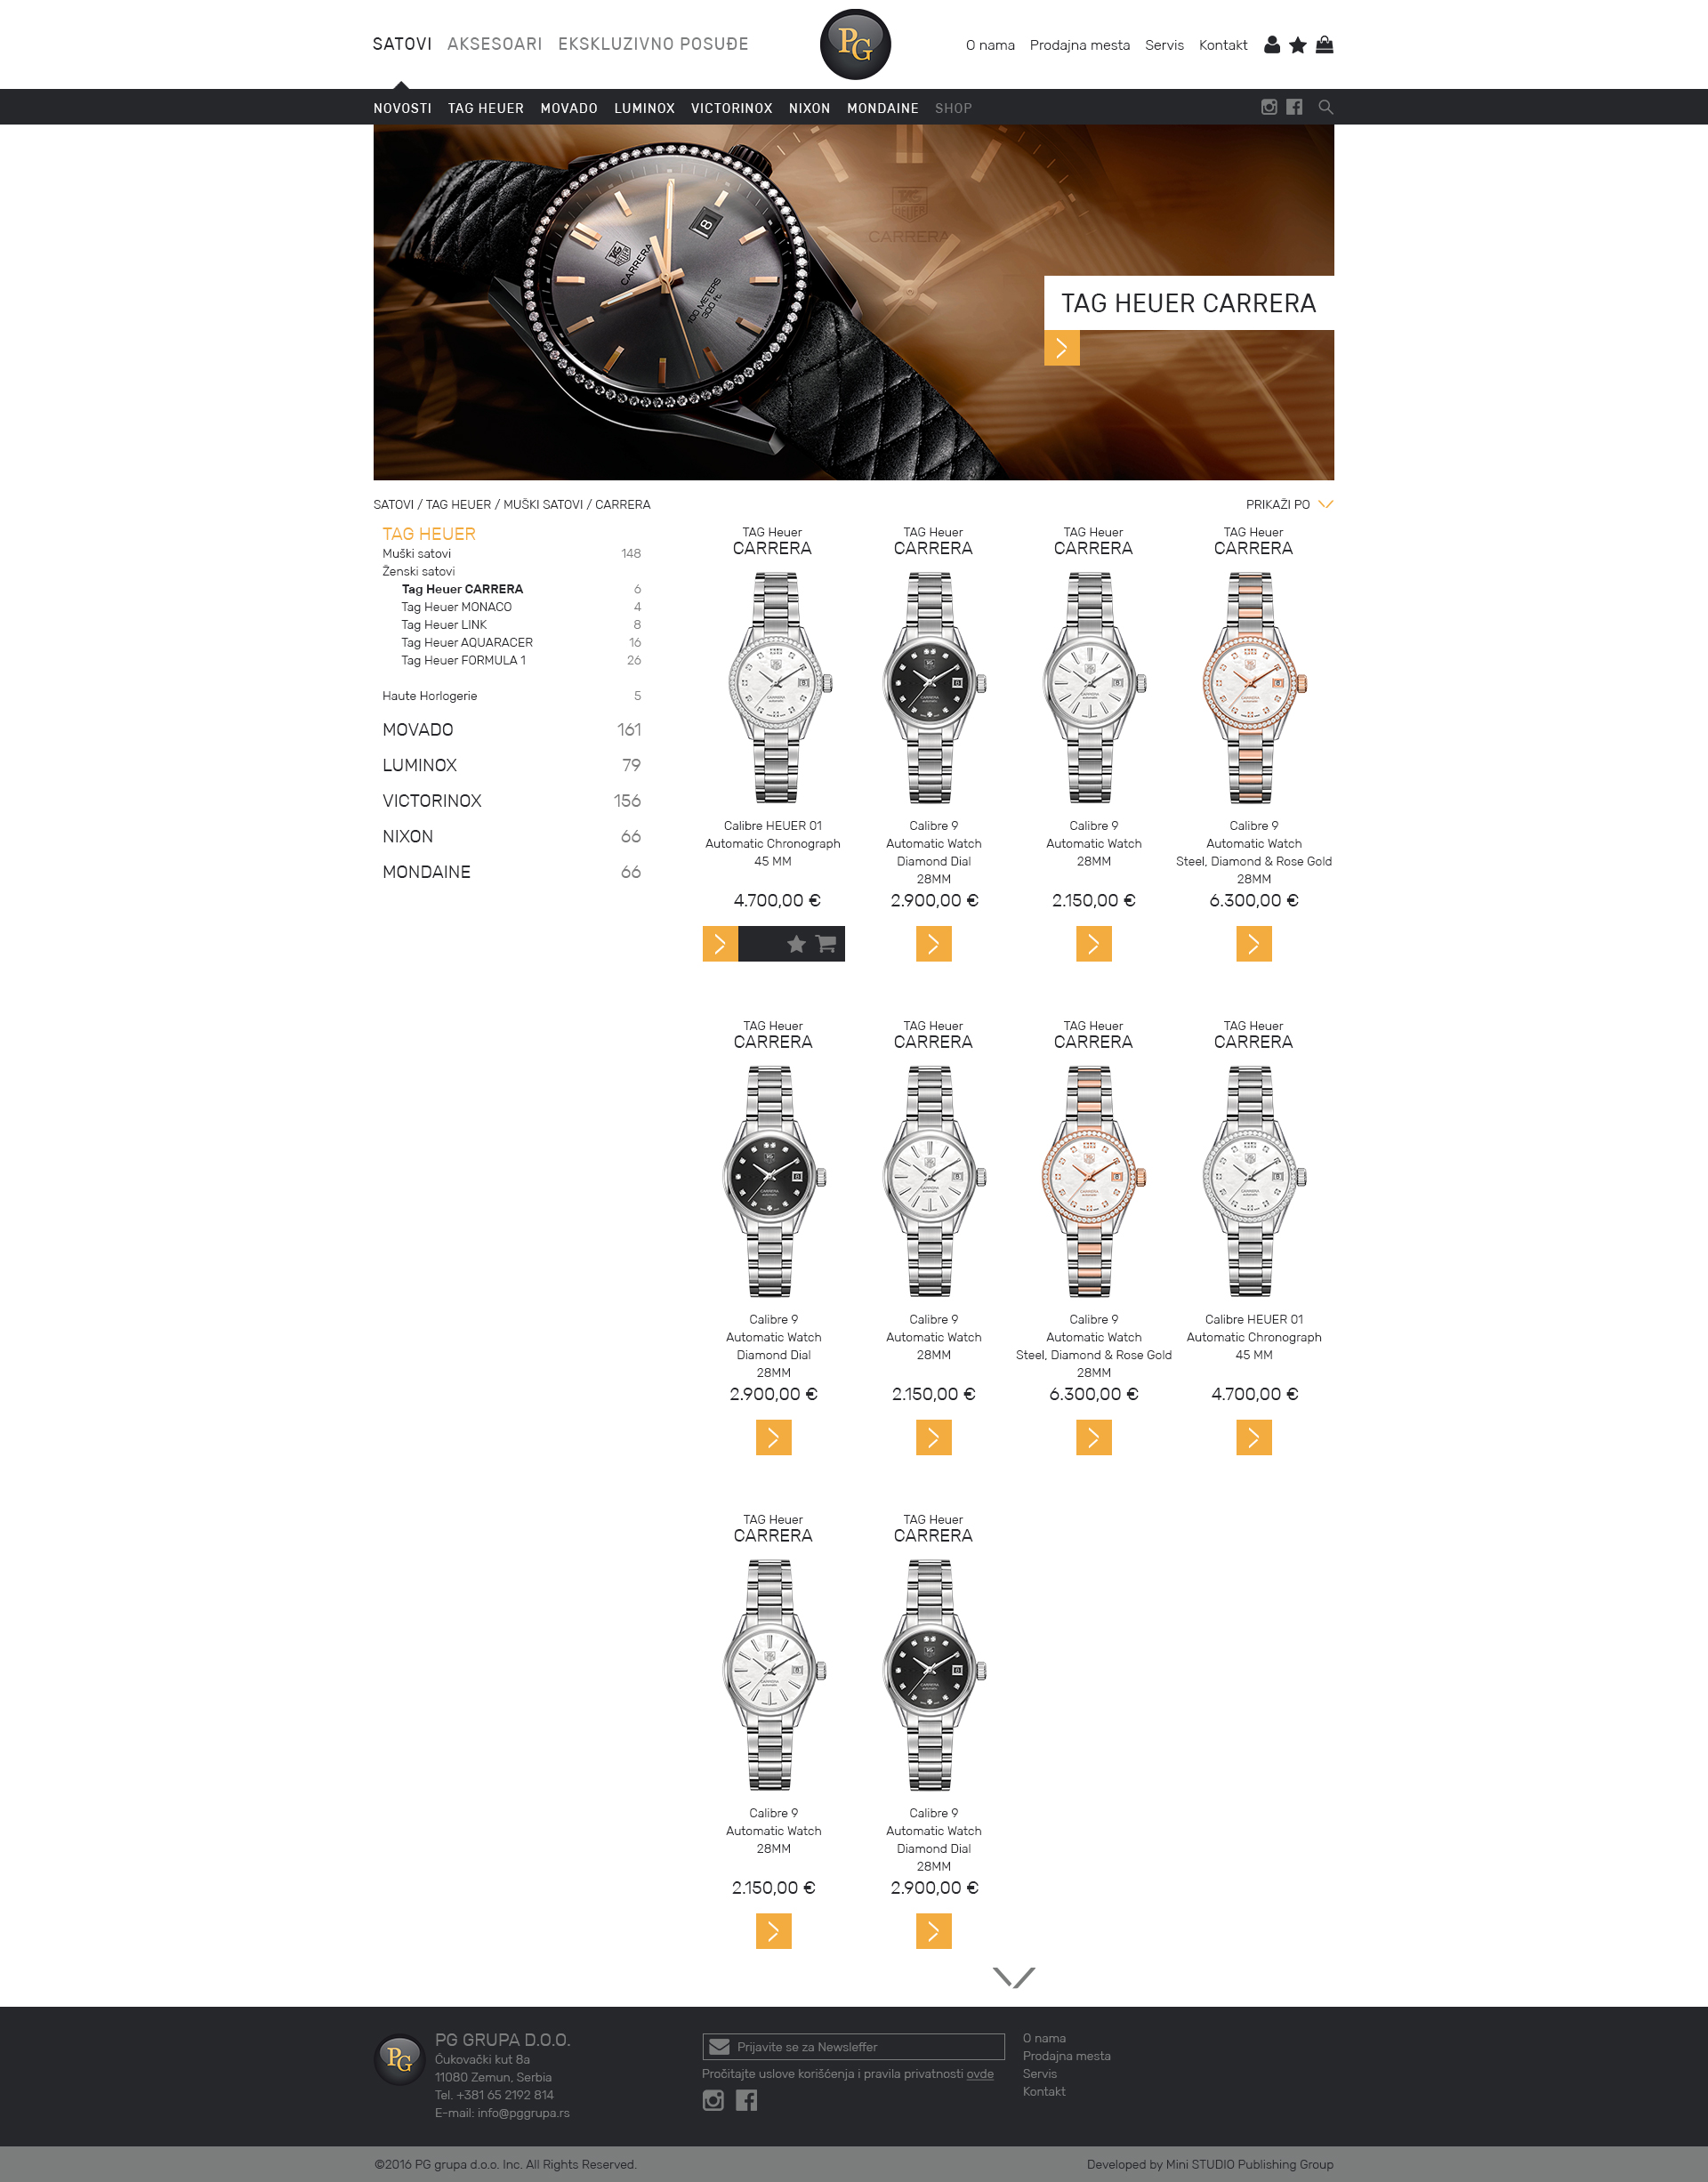 SATOVI AKSESOARI EKSKLUZIVNO POSUĐE
PG
O nama Prodajna mesta Servis Kontakt
NOVOSTI TAG HEUER MOVADO LUMINOX VICTORINOX NIXON MONDAINE SHOP
TAG HEUER
CARRERA
8
100 METERS
300 ft.
TAG HEUER
CARRERA
TAG HEUER CARRERA
SATOVI / TAG HEUER / MUŠKI SATOVI / CARRERA
PRIKAŽI PO
TAG HEUER
Muški satovi 148
Ženski satovi
Tag Heuer CARRERA 6
Tag Heuer MONACO 4
Tag Heuer LINK 8
Tag Heuer AQUARACER 16
Tag Heuer FORMULA 1 26
Haute Horlogerie 5
MOVADO 161
LUMINOX 79
VICTORINOX 156
NIXON 66
MONDAINE 66
TAG Heuer
CARRERA
Calibre HEUER 01
Automatic Chronograph
45 MM
4.700,00 €
TAG Heuer
CARRERA
Calibre 9
Automatic Watch
Diamond Dial
28MM
2.900,00 €
TAG Heuer
CARRERA
Calibre 9
Automatic Watch
28MM
2.150,00 €
TAG Heuer
CARRERA
Calibre 9
Automatic Watch
Steel, Diamond & Rose Gold
28MM
6.300,00 €
TAG Heuer
CARRERA
Calibre 9
Automatic Watch
Diamond Dial
28MM
2.900,00 €
TAG Heuer
CARRERA
Calibre 9
Automatic Watch
28MM
2.150,00 €
TAG Heuer
CARRERA
Calibre 9
Automatic Watch
Steel, Diamond & Rose Gold
28MM
6.300,00 €
TAG Heuer
CARRERA
Calibre HEUER 01
Automatic Chronograph
45 MM
4.700,00 €
TAG Heuer
CARRERA
Calibre 9
Automatic Watch
28MM
2.150,00 €
TAG Heuer
CARRERA
Calibre 9
Automatic Watch
Diamond Dial
28MM
2.900,00 €
PG
PG GRUPA D.O.O.
Čukovački kut 8a
11080 Zemun, Serbia
Tel. +381 65 2192 814
E-mail: info@pggrupa.rs
Prijavite se za Newsleffer
Pročitajte uslove korišćenja i pravila privatnosti ovde
O nama
Prodajna mesta
Servis
Kontakt
©2016 PG grupa d.o.o. Inc. All Rights Reserved.
Developed by Mini STUDIO Publishing Group